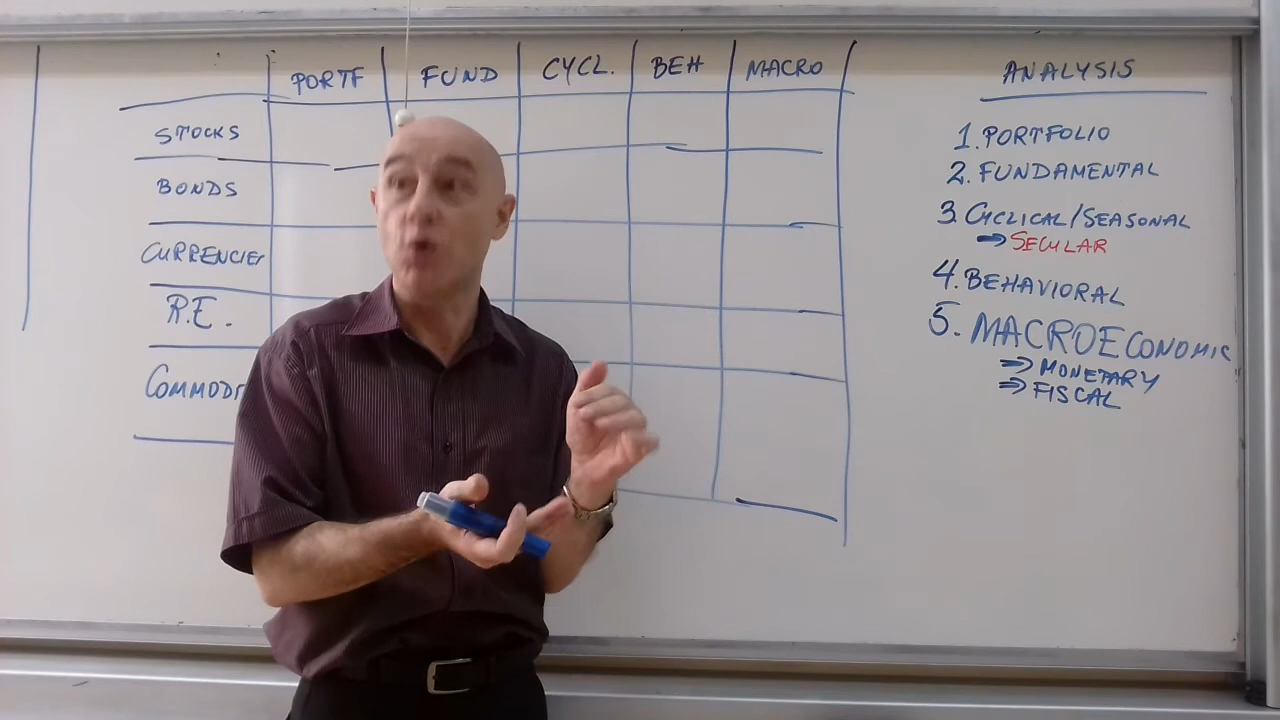 PORTF FUND CYCL. BEH MACRO
STOCKS
BONDS
CURRENCIES
R.E.
COMMODI
ANALYSIS
1. PORTFOLIO
2. FUNDAMENTAL
3. CYCLICAL/SEASONAL
⇒ SECULAR
4. BEHAVIORAL
5. MACROECONOMIC
⇒ MONETARY
⇒ FISCAL